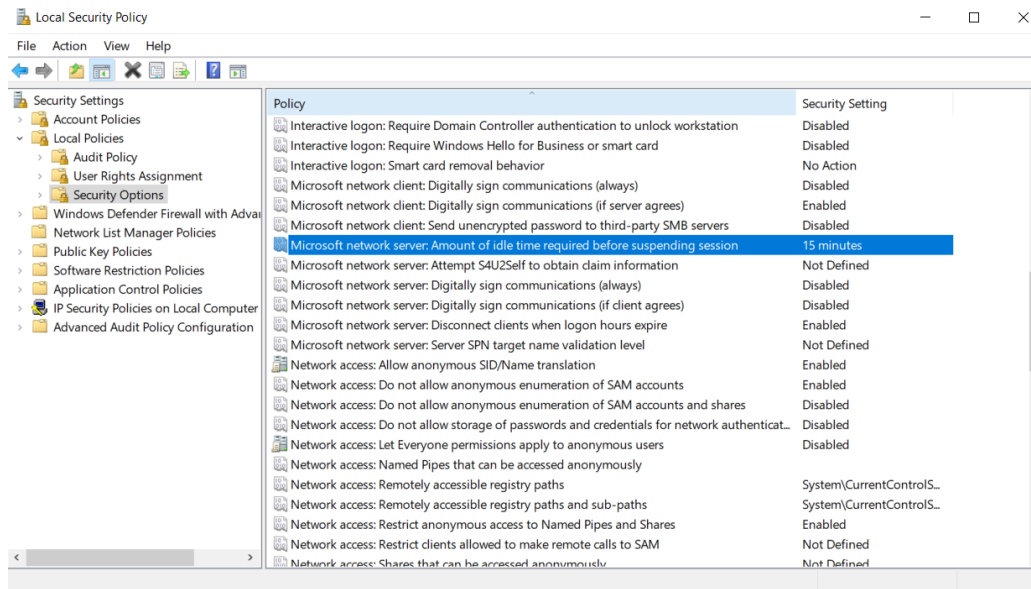 Local Security Policy
File Action View Help
Security Settings
Account Policies
Local Policies
Audit Policy
User Rights Assignment
Security Options
Windows Defender Firewall with Advan
Network List Manager Policies
Public Key Policies
Software Restriction Policies
Application Control Policies
IP Security Policies on Local Computer
Advanced Audit Policy Configuration
Policy Security Setting
Interactive logon: Require Domain Controller authentication to unlock workstation Disabled
Interactive logon: Require Windows Hello for Business or smart card Disabled
Interactive logon: Smart card removal behavior No Action
Microsoft network client: Digitally sign communications (always) Disabled
Microsoft network client: Digitally sign communications (if server agrees) Enabled
Microsoft network client: Send unencrypted password to third-party SMB servers Disabled
Microsoft network server: Amount of idle time required before suspending session 15 minutes
Microsoft network server: Attempt S4U2Self to obtain claim information Not Defined
Microsoft network server: Digitally sign communications (always) Disabled
Microsoft network server: Digitally sign communications (if client agrees) Disabled
Microsoft network server: Disconnect clients when logon hours expire Enabled
Microsoft network server: Server SPN target name validation level Not Defined
Network access: Allow anonymous SID/Name translation Enabled
Network access: Do not allow anonymous enumeration of SAM accounts Enabled
Network access: Do not allow anonymous enumeration of SAM accounts and shares Disabled
Network access: Do not allow storage of passwords and credentials for network authenticat... Disabled
Network access: Let Everyone permissions apply to anonymous users Disabled
Network access: Named Pipes that can be accessed anonymously
Network access: Remotely accessible registry paths System\CurrentControlS...
Network access: Remotely accessible registry paths and sub-paths System\CurrentControlS...
Network access: Restrict anonymous access to Named Pipes and Shares Enabled
Network access: Restrict clients allowed to make remote calls to SAM Not Defined
Network access: Shares that can be accessed anonymously Not Defined